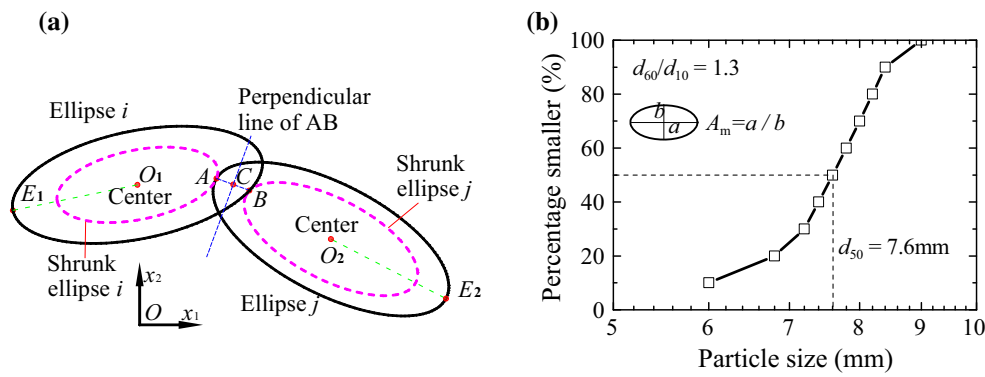 (a)
Ellipse i
Perpendicular
line of AB
Shrunk
ellipse j
A
C
B
E1
O1
Center
Center
O2
Shrunk
ellipse i
Ellipse j
E2
x2
O
x1
(b)
Percentage smaller (%)
100
80
60
40
20
0
d60/d10 = 1.3
b
a
Am=a / b
d50 = 7.6mm
5
6
7
8
9
10
Particle size (mm)